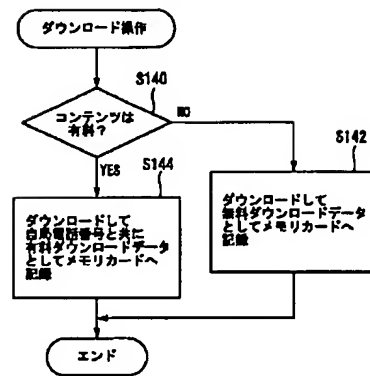 ダウンロード操作
S140
コンテンツは
有料?
NO
YES
S144
S142
ダウンロードして
自局電話番号と共に
有料ダウンロードデータ
としてメモリカードへ
記録
ダウンロードして
無料ダウンロードデータ
としてメモリカードへ
記録
エンド